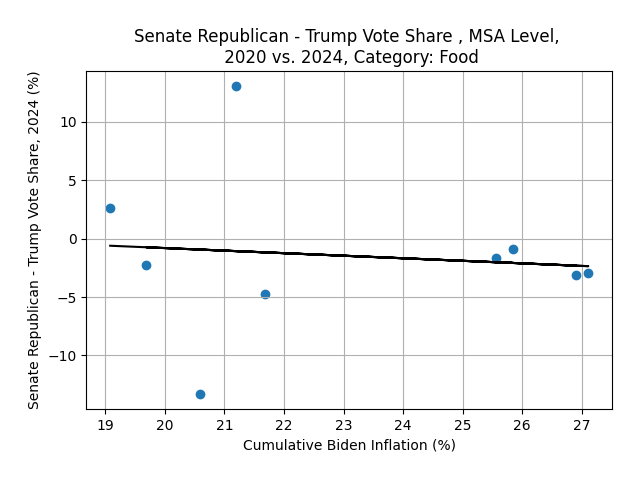 Senate Republican - Trump Vote Share , MSA Level,
2020 vs. 2024, Category: Food
Senate Republican - Trump Vote Share, 2024 (%)
10
5
0
−5
−10
19 20 21 22 23 24 25 26 27
Cumulative Biden Inflation (%)